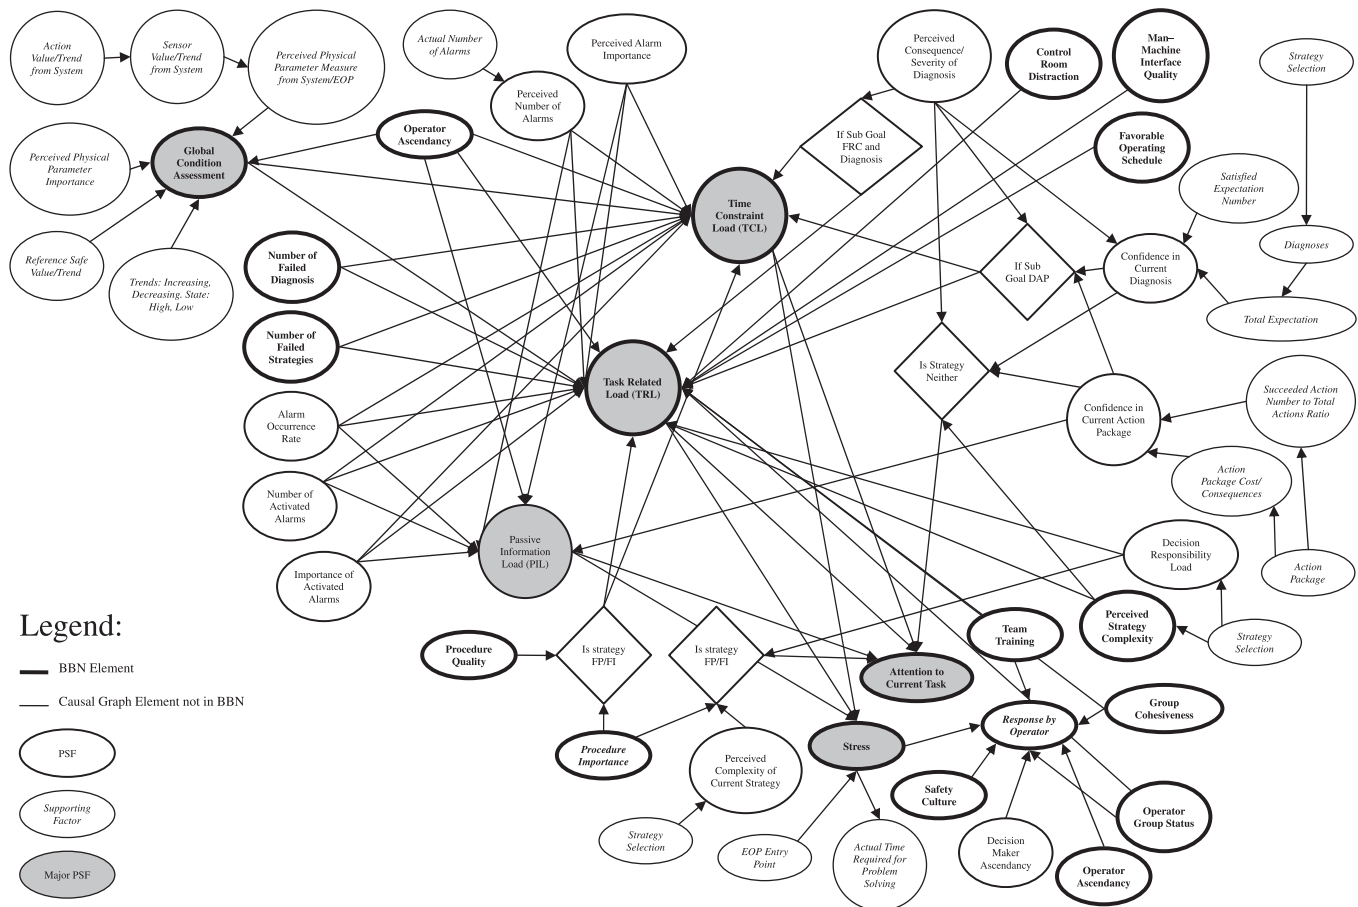 Action
Value/Trend
from System
Sensor
Value/Trend
from System
Perceived Physical
Parameter Measure
from System/EOP
Actual Number
of Alarms
Perceived Alarm
Importance
Perceived
Number of
Alarms
Perceived
Consequence/
Severity of
Diagnosis
Control
Room
Distraction
Man–
Machine
Interface
Quality
Strategy
Selection
Operator
Ascendancy
If Sub Goal
FRC and
Diagnosis
Favorable
Operating
Schedule
Perceived Physical
Parameter
Importance
Global
Condition
Assessment
Satisfied
Expectation
Number
Time
Constraint
Load (TCL)
Reference Safe
Value/Trend
Trends: Increasing,
Decreasing, State:
High, Low
Number of
Failed
Diagnosis
If Sub
Goal DAP
Confidence in
Current
Diagnosis
Diagnoses
Total Expectation
Number of
Failed
Strategies
Task Related
Load (TRL)
Is Strategy
Neither
Confidence in
Current Action
Package
Succeeded Action
Number to Total
Actions Ratio
Alarm
Occurrence
Rate
Action
Package Cost/
Consequences
Number of
Activated
Alarms
Passive
Information
Load (PIL)
Decision
Responsibility
Load
Action
Package
Importance of
Activated
Alarms
Perceived
Strategy
Complexity
Strategy
Selection
Procedure
Quality
Is strategy
FP/FI
Is strategy
FP/FI
Team
Training
Attention to
Current Task
Group
Cohesiveness
Response by
Operator
Procedure
Importance
Perceived
Complexity of
Current Strategy
Stress
Safety
Culture
Operator
Group Status
Strategy
Selection
EOP Entry
Point
Actual Time
Required for
Problem
Solving
Decision
Maker
Ascendancy
Operator
Ascendancy
Legend:
BBN Element
Causal Graph Element not in BBN
PSF
Supporting
Factor
Major PSF